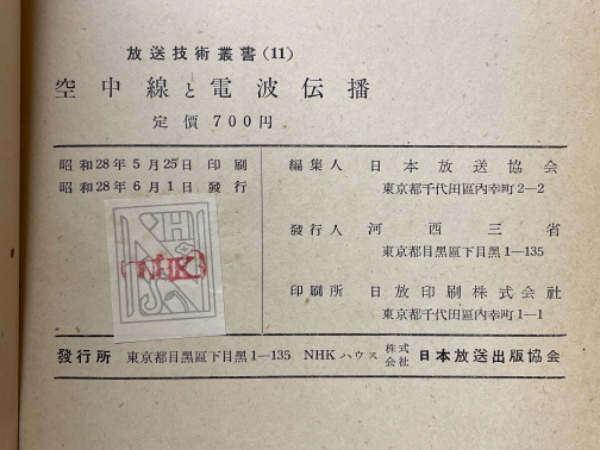 放送技術叢書(11)
空中線と電波伝播
定價 700円
昭和28年5月25日 印刷
昭和28年6月1日 發行
NHK
編集人 日本放送協会
東京都千代田區內幸町2—2
發行人 河西三省
東京都目黑區下目黑1—135
印刷所 日放印刷株式会社
東京都千代田區內幸町1—1
發行所 東京都目黑區下目黑1—135 NHKハウス 株式会社 日本放送出版協会